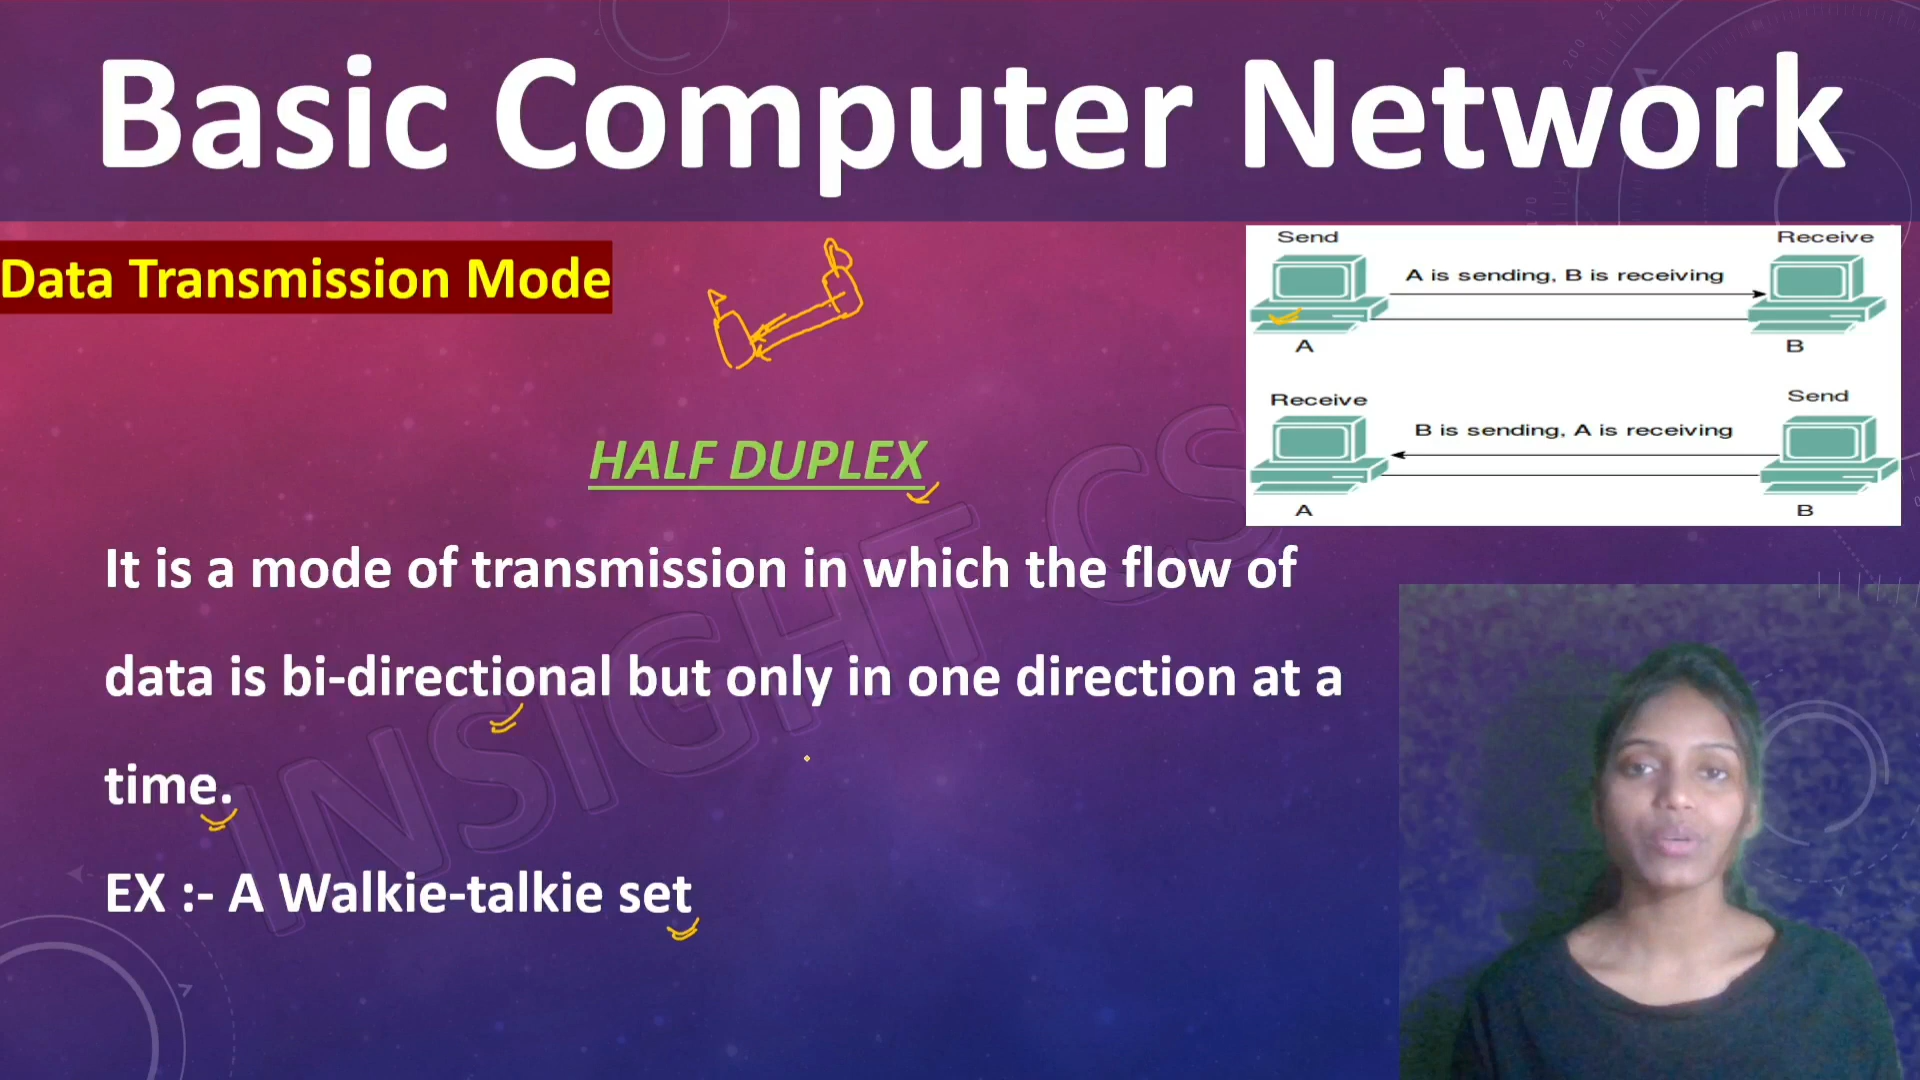 Basic Computer Network
Data Transmission Mode
Send
Receive
A is sending, B is receiving
A
B
Receive
Send
B is sending, A is receiving
A
B
A
B
HALF DUPLEX
It is a mode of transmission in which the flow of
data is bi-directional but only in one direction at a
time.
EX :- A Walkie-talkie set
INSIGHT CS